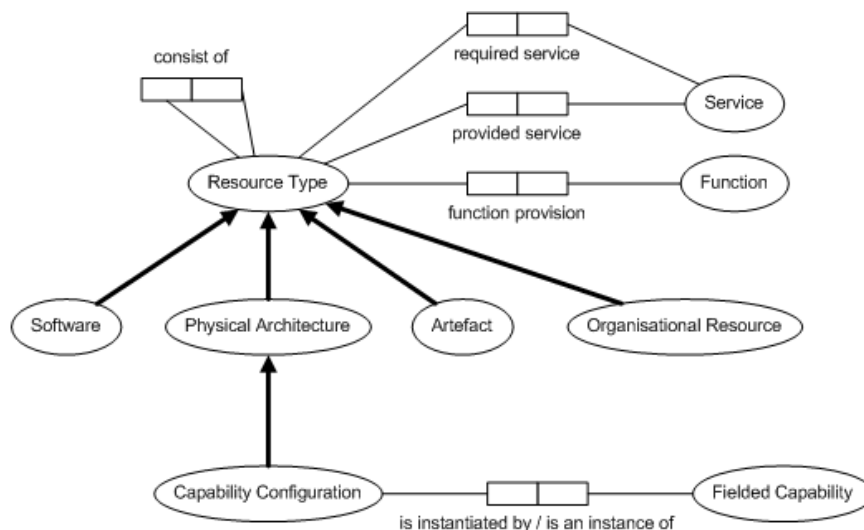 consist of
required service
Service
provided service
Resource Type
Function
function provision
Software
Physical Architecture
Artefact
Organisational Resource
Capability Configuration
Fielded Capability
is instantiated by / is an instance of